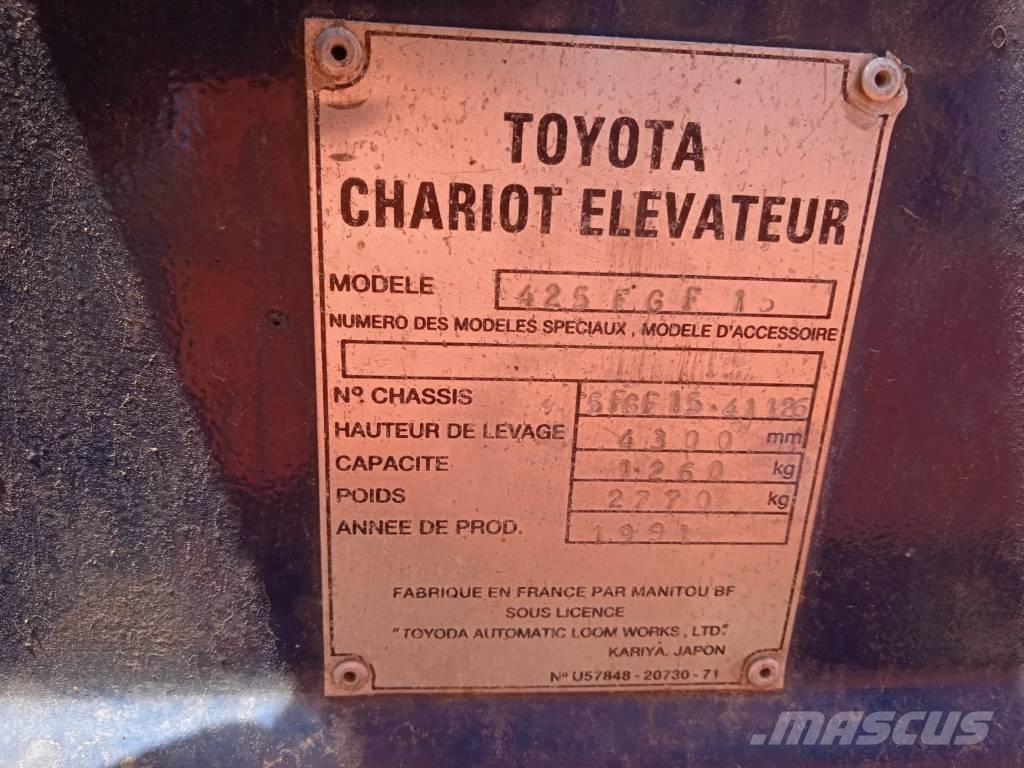 TOYOTA
CHARIOT ELEVATEUR
MODELE
NUMERO DES MODELES SPECIAUX, MODELE D'ACCESSOIRE
Nº CHASSIS
HAUTEUR DE LEVAGE 4300 mm
CAPACITE 1260 kg
POIDS 2770 kg
ANNEE DE PROD. 1991
FABRIQUE EN FRANCE PAR MANITOU BF
SOUS LICENCE
"TOYODA AUTOMATIC LOOM WORKS, LTD."
KARIYA, JAPON
Nº U57848-20730-71
MASCUS